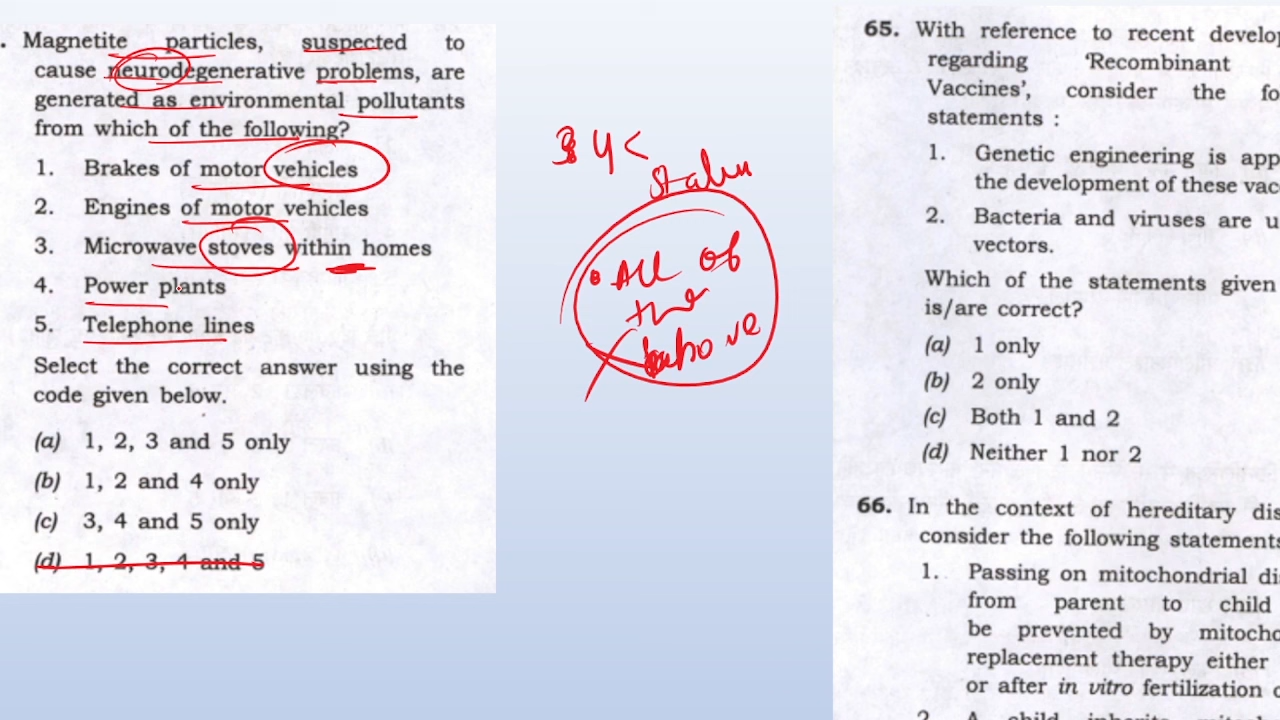 . Magnetite particles, suspected to
cause neurodegenerative problems, are
generated as environmental pollutants
from which of the following?
1. Brakes of motor vehicles
2. Engines of motor vehicles
3. Microwave stoves within homes
4. Power plants
5. Telephone lines
Select the correct answer using the
code given below.
(a) 1, 2, 3 and 5 only
(b) 1, 2 and 4 only
(c) 3, 4 and 5 only
(d) 1, 2, 3, 4 and 5
4 <
All of
the
above
65. With reference to recent develop
regarding ‘Recombinant
Vaccines’, consider the fo
statements :
1. Genetic engineering is app
the development of these vac
2. Bacteria and viruses are u
vectors.
Which of the statements given
is/are correct?
(a) 1 only
(b) 2 only
(c) Both 1 and 2
(d) Neither 1 nor 2
66. In the context of hereditary dis
consider the following statements
1. Passing on mitochondrial di
from parent to child
be prevented by mitocho
replacement therapy either
or after in vitro fertilization o